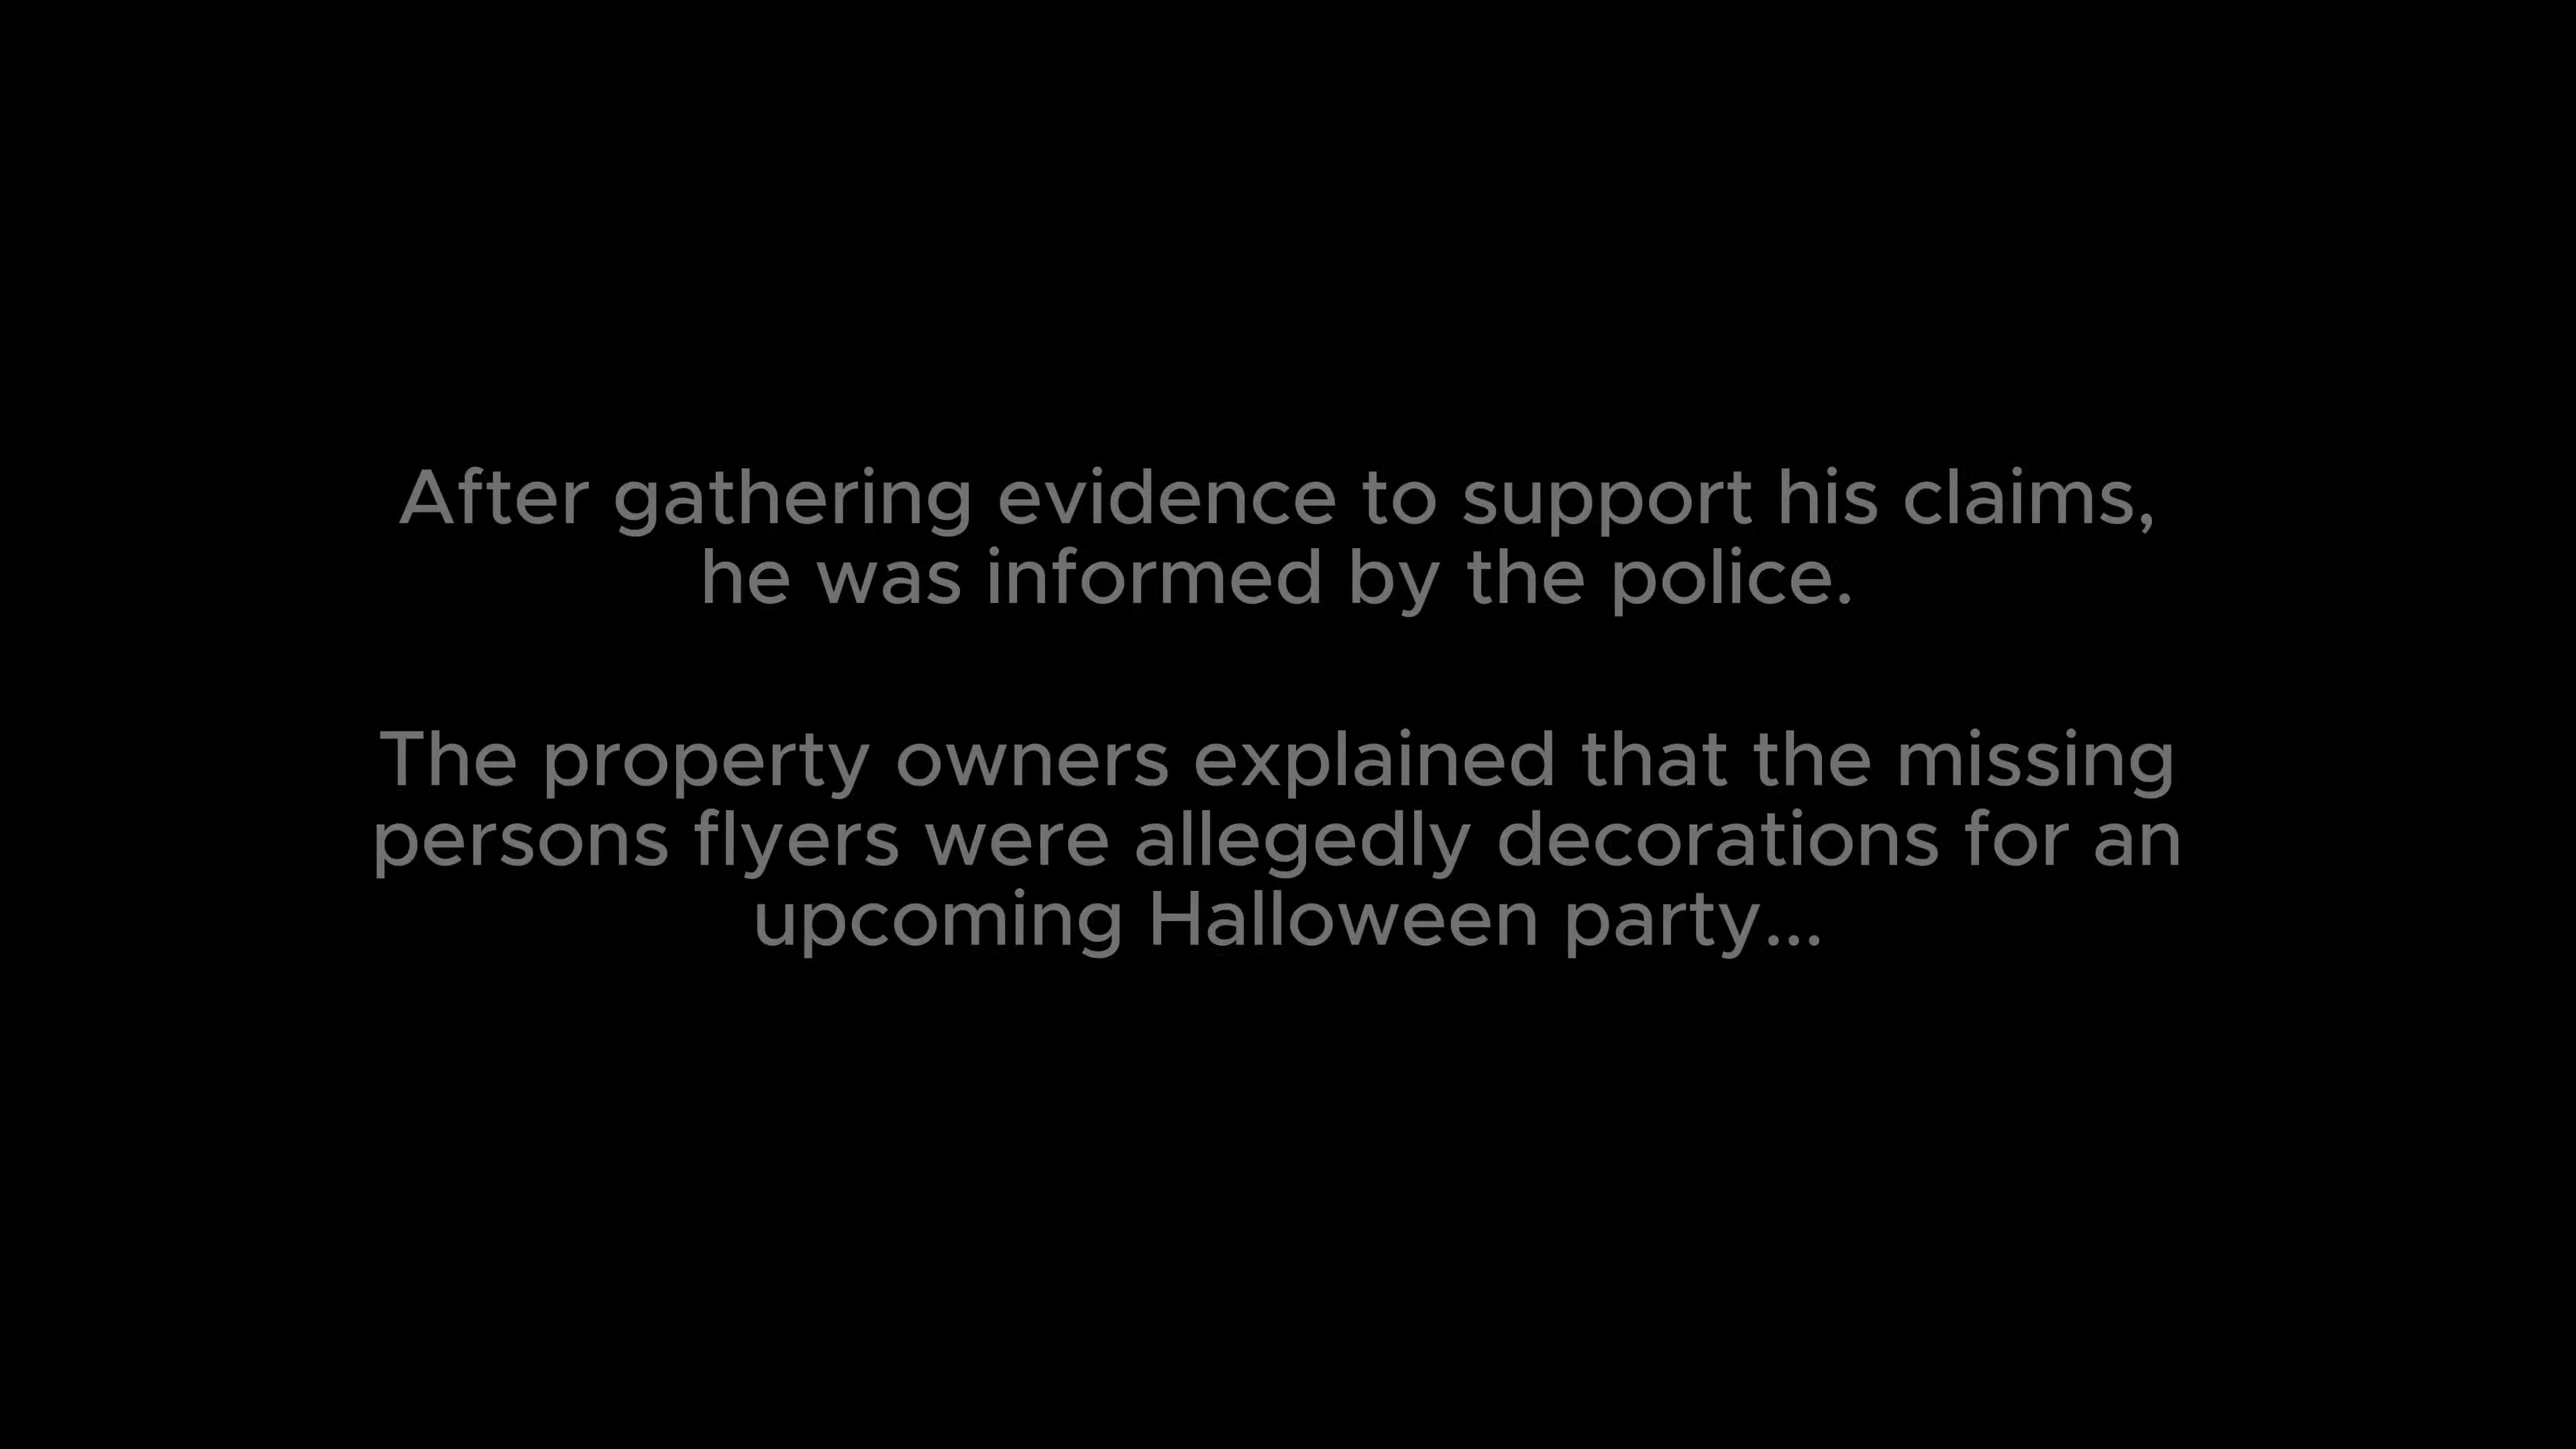 After gathering evidence to support his claims,
he was informed by the police.
The property owners explained that the missing
persons flyers were allegedly decorations for an
upcoming Halloween party...